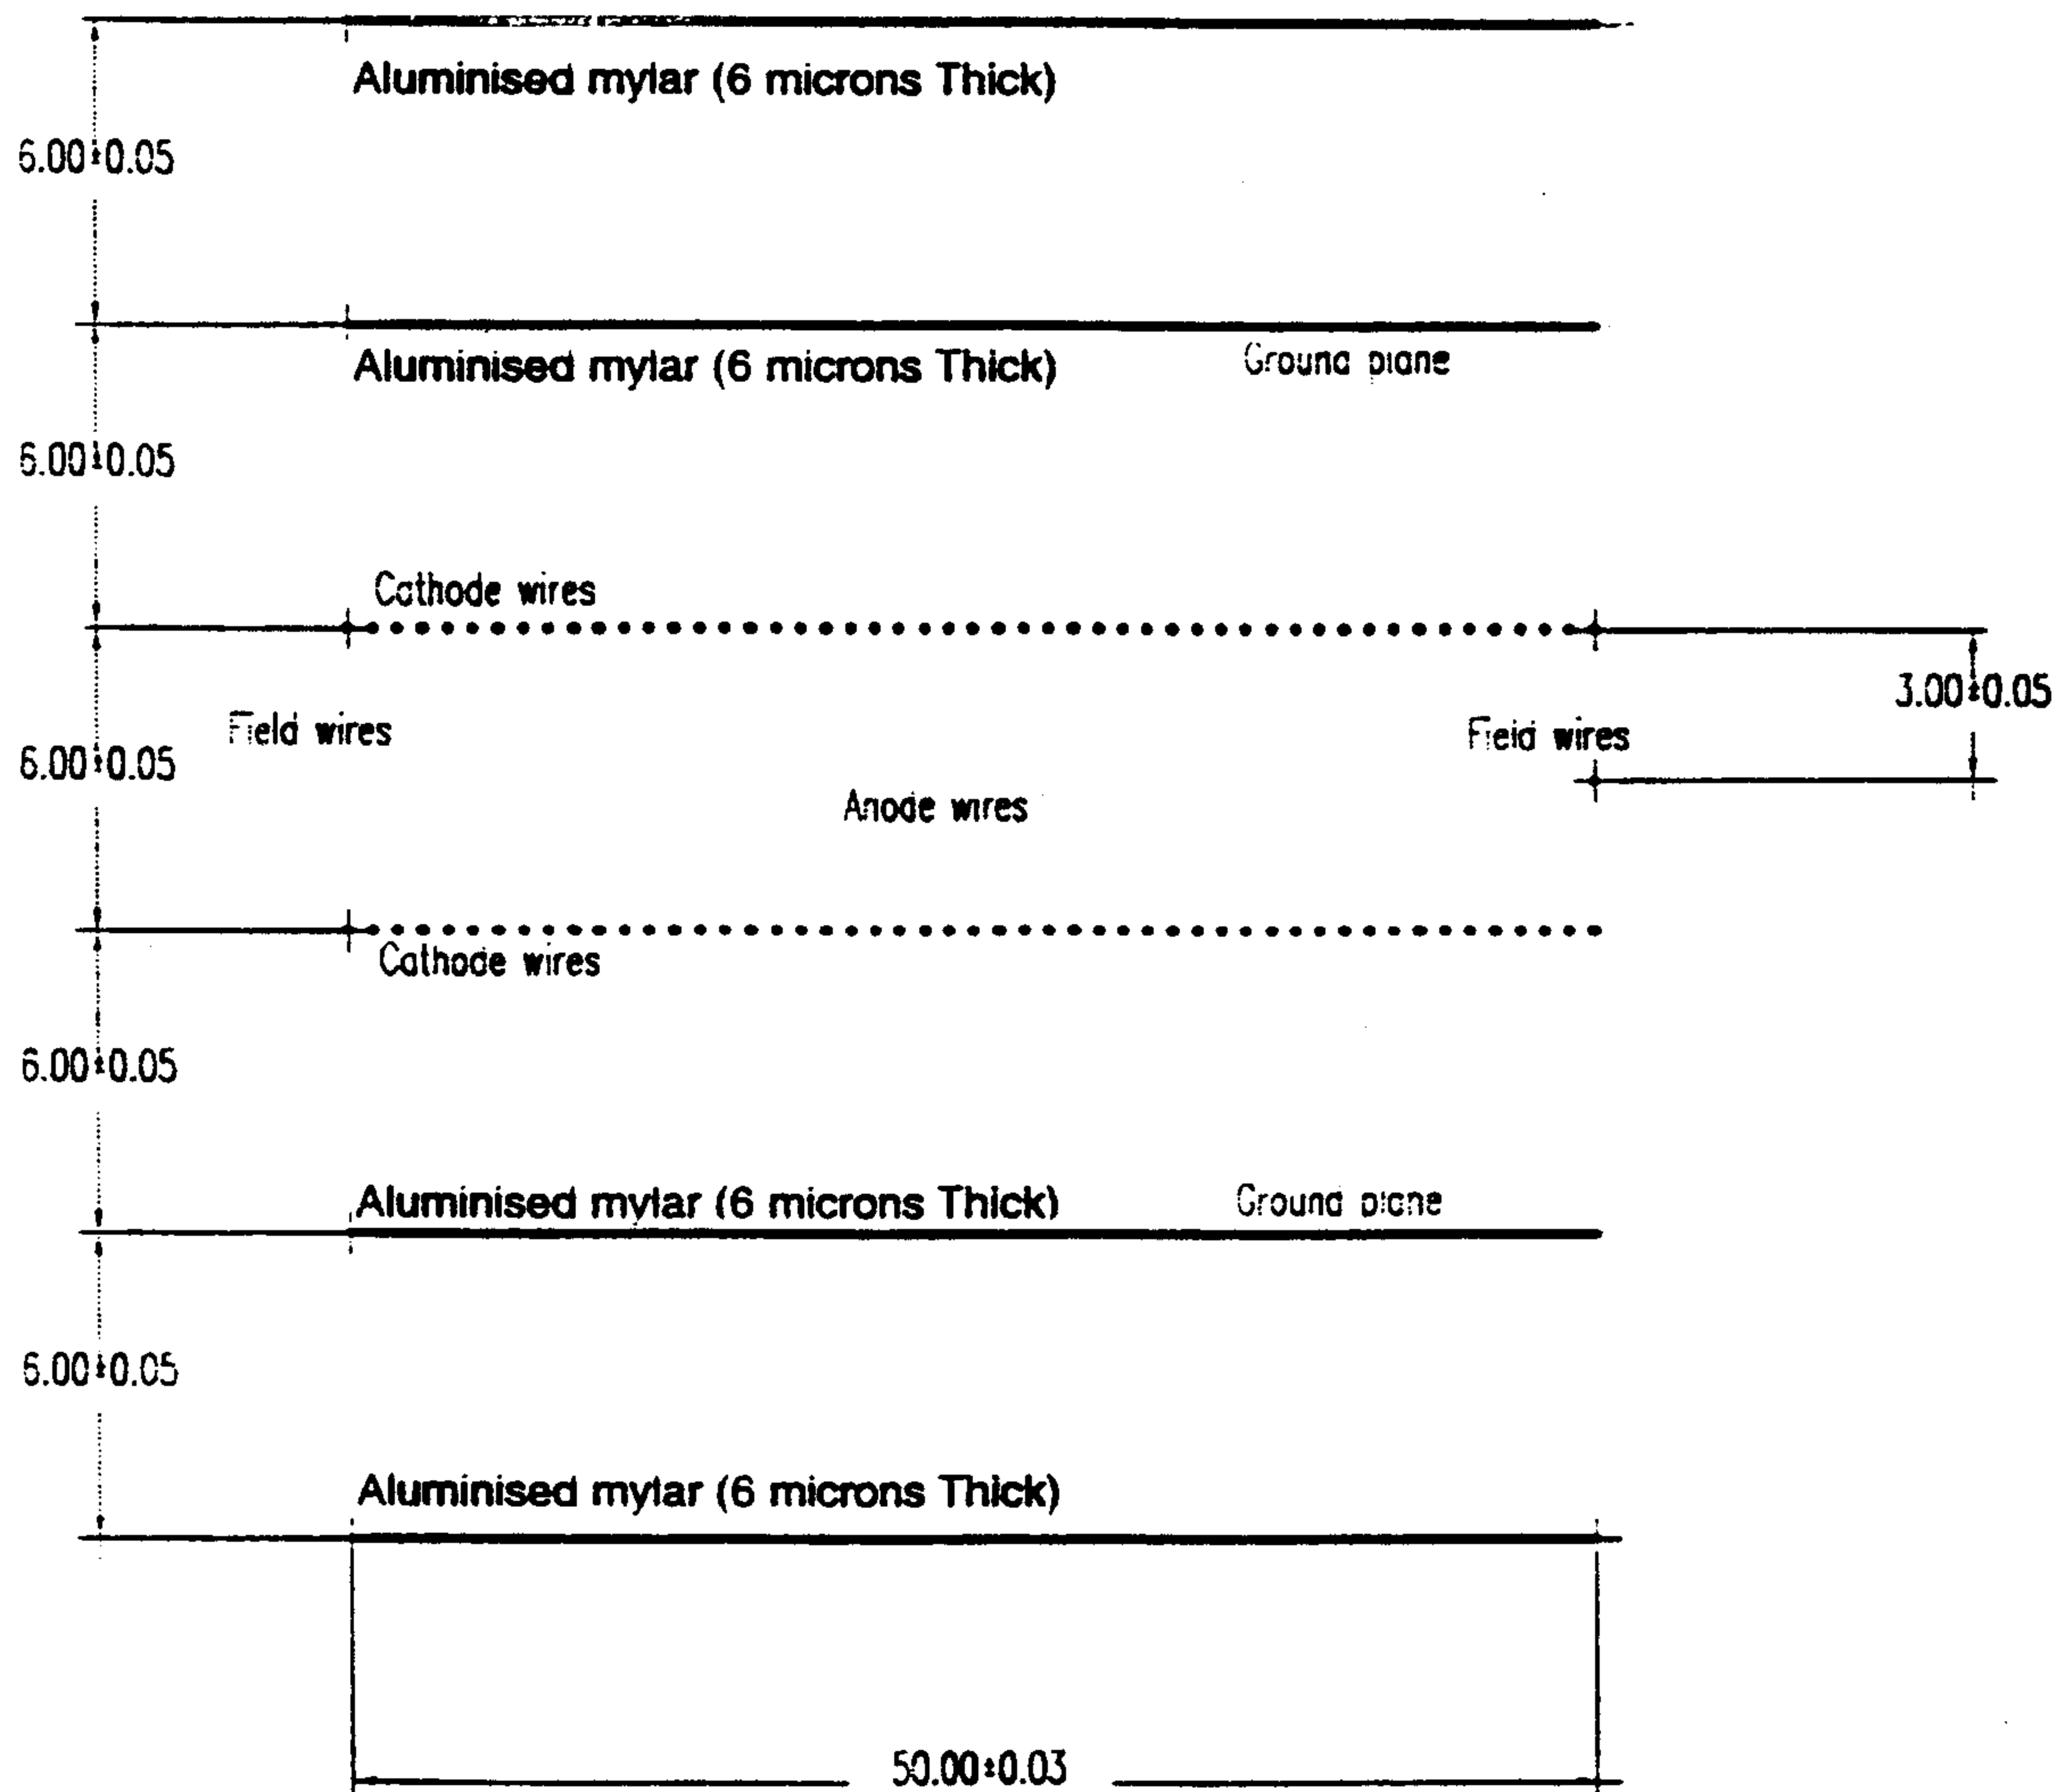 Aluminised mylar (6 microns Thick)
6.00±0.05
Aluminised mylar (6 microns Thick) Ground plane
6.00±0.05
Cathode wires
3.00±0.05
Field wires Field wires
6.00±0.05
Anode wires
Cathode wires
6.00±0.05
Aluminised mylar (6 microns Thick) Ground plane
6.00±0.05
Aluminised mylar (6 microns Thick)
50.00±0.03